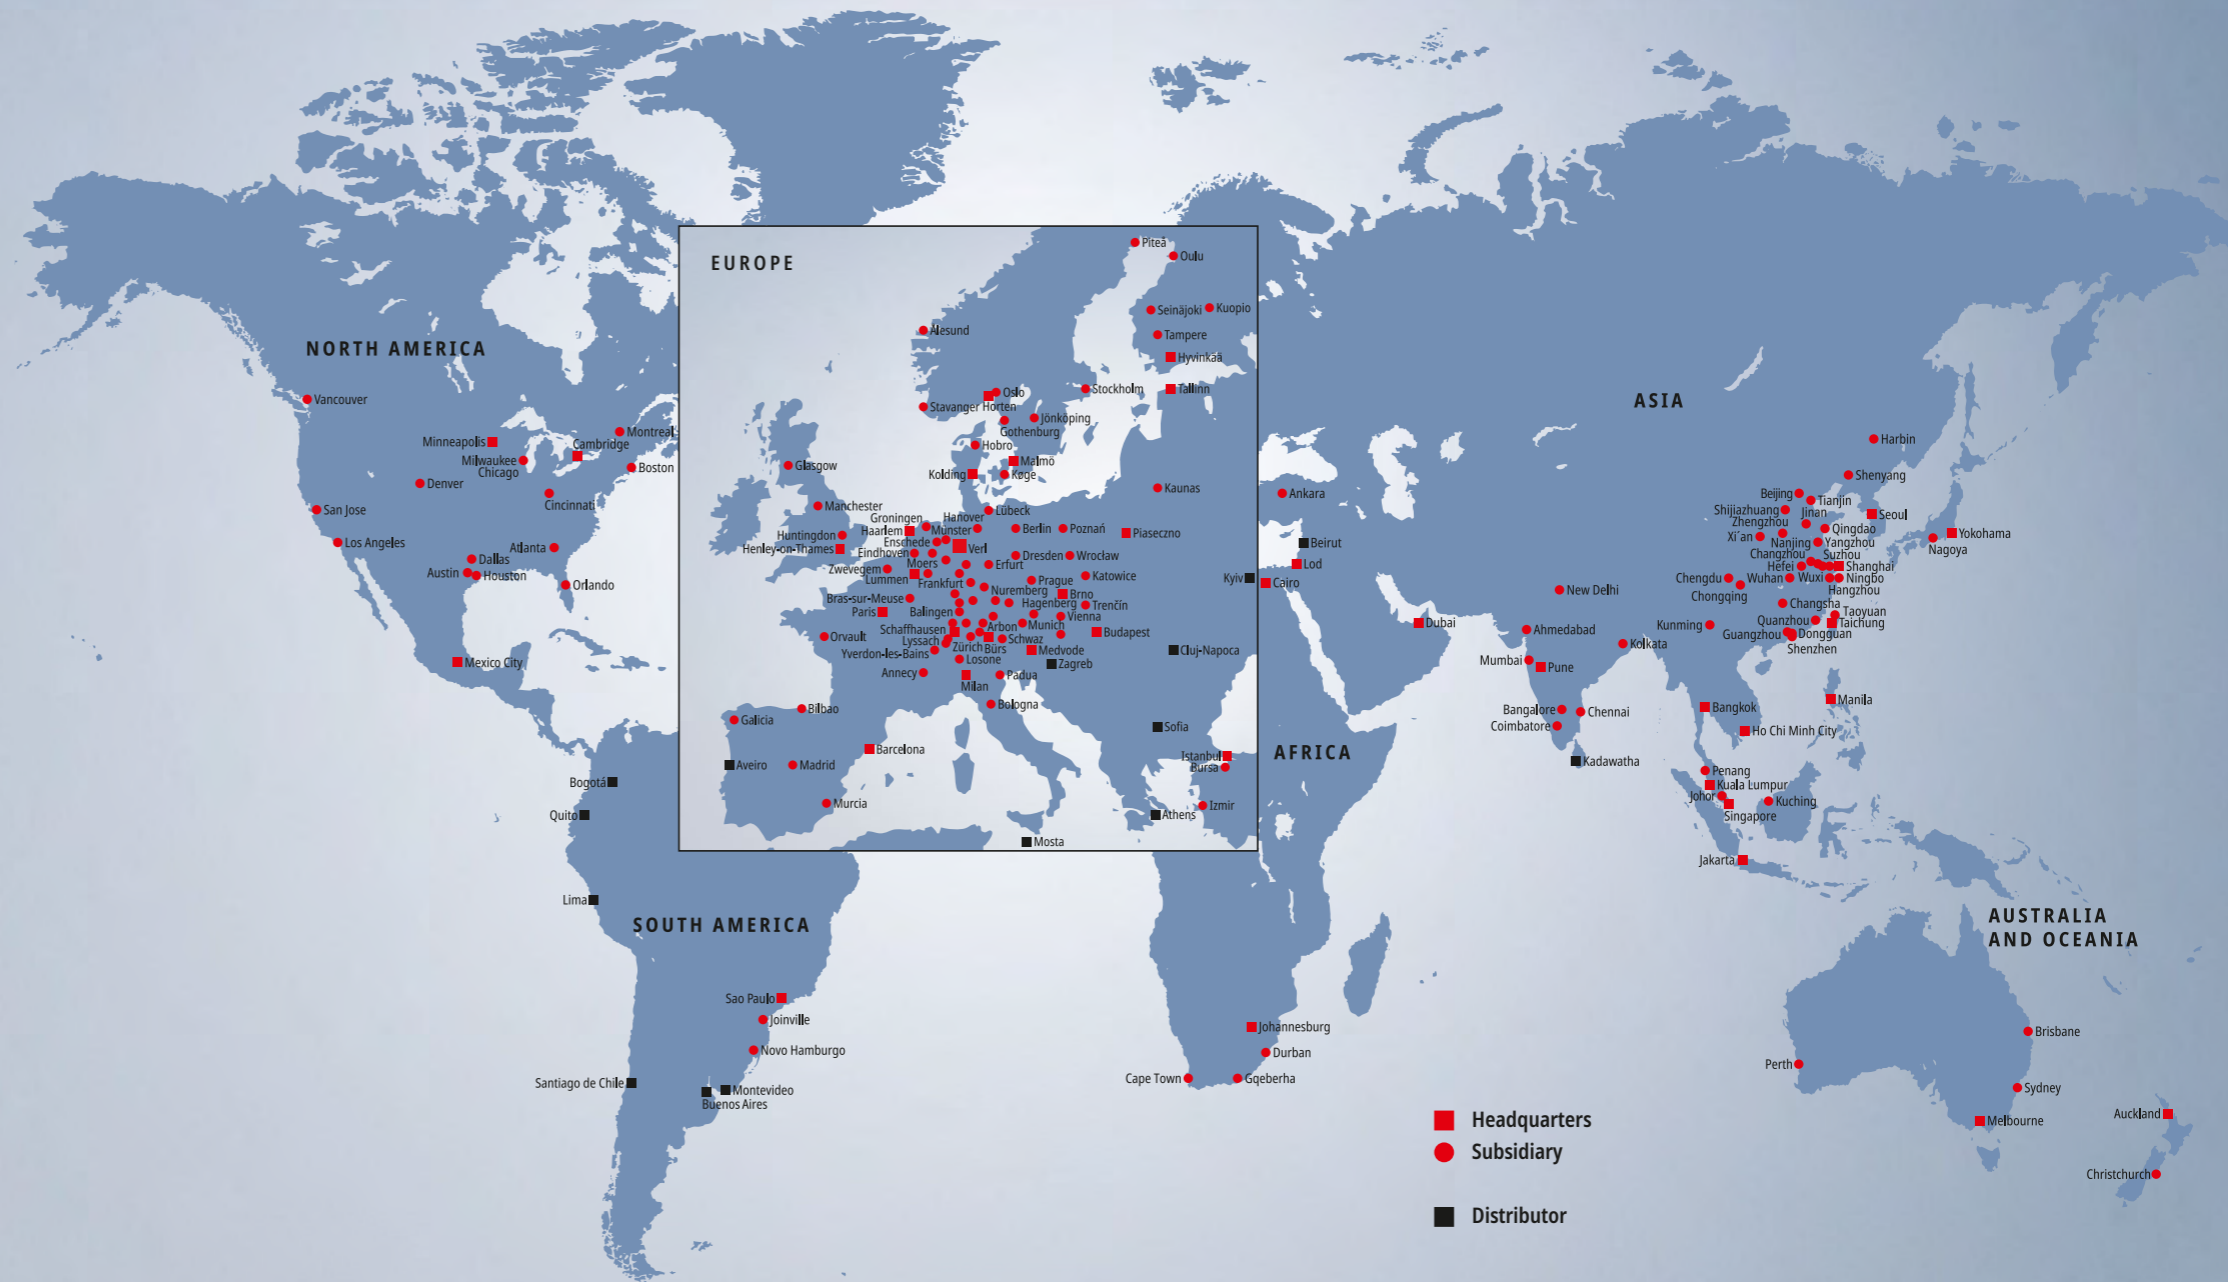 EUROPE
Piteå
Oulu
Seinäjoki
Kuopio
Ålesund
Tampere
Hyvinkää
Oslo
Stockholm
Tallinn
Stavanger
Horten
Jönköping
Gothenburg
Hobro
Malmö
Glasgow
Kolding
Køge
Kaunas
Manchester
Lübeck
Groningen
Hanover
Haarlem
Münster
Berlin
Poznań
Piaseczno
Huntingdon
Enschede
Verl
Henley-on-Thames
Eindhoven
Dresden
Wrocław
Moers
Erfurt
Zwevegem
Lummen
Frankfurt
Prague
Katowice
Kyiv
Nuremberg
Brno
Bras-sur-Meuse
Hagenberg
Trenčín
Paris
Balingen
Vienna
Arbon
Munich
Schaffhausen
Budapest
Orvault
Lyssach
Schwaz
Zürich
Bürs
Medvode
Cluj-Napoca
Yverdon-les-Bains
Losone
Zagreb
Annecy
Padua
Milan
Bilbao
Bologna
Galicia
Sofia
Barcelona
Istanbul
Aveiro
Madrid
Bursa
Murcia
Izmir
Athens
Mosta
NORTH AMERICA
Vancouver
Montreal
Minneapolis
Cambridge
Milwaukee
Chicago
Boston
Denver
Cincinnati
San Jose
Los Angeles
Atlanta
Dallas
Austin
Houston
Orlando
Mexico City
SOUTH AMERICA
Bogotá
Quito
Lima
Sao Paulo
Joinville
Novo Hamburgo
Santiago de Chile
Montevideo
Buenos Aires
AFRICA
Cairo
Johannesburg
Durban
Cape Town
Gqeberha
ASIA
Harbin
Shenyang
Ankara
Beijing
Tianjin
Shijiazhuang
Jinan
Seoul
Zhengzhou
Qingdao
Yokohama
Xi´an
Nanjing
Yangzhou
Nagoya
Beirut
Changzhou
Suzhou
Lod
Hefei
Shanghai
Chengdu
Wuhan
Wuxi
Ningbo
New Delhi
Hangzhou
Chongqing
Changsha
Taoyuan
Dubai
Kunming
Quanzhou
Taichung
Ahmedabad
Guangzhou
Dongguan
Kolkata
Shenzhen
Mumbai
Pune
Manila
Bangalore
Chennai
Bangkok
Coimbatore
Ho Chi Minh City
Kadawatha
Penang
Kuala Lumpur
Johor
Kuching
Singapore
Jakarta
AUSTRALIA
AND OCEANIA
Brisbane
Perth
Sydney
Auckland
Melbourne
Christchurch
Headquarters
Subsidiary
Distributor